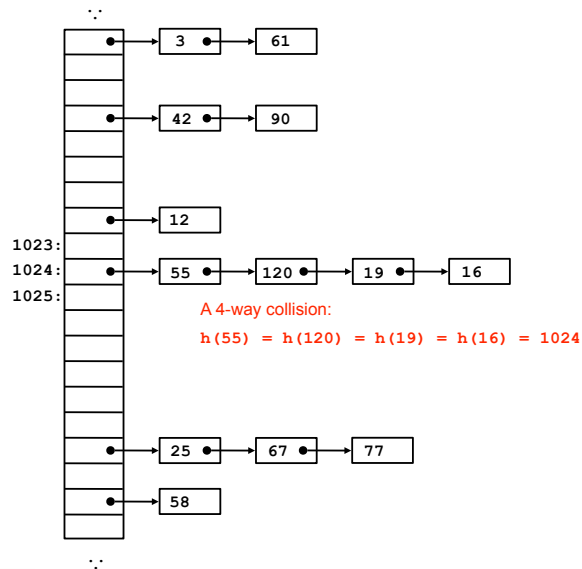 3 61
42 90
12
1023:
1024: 55 120 19 16
1025:
A 4-way collision:
h(55) = h(120) = h(19) = h(16) = 1024
25 67 77
58